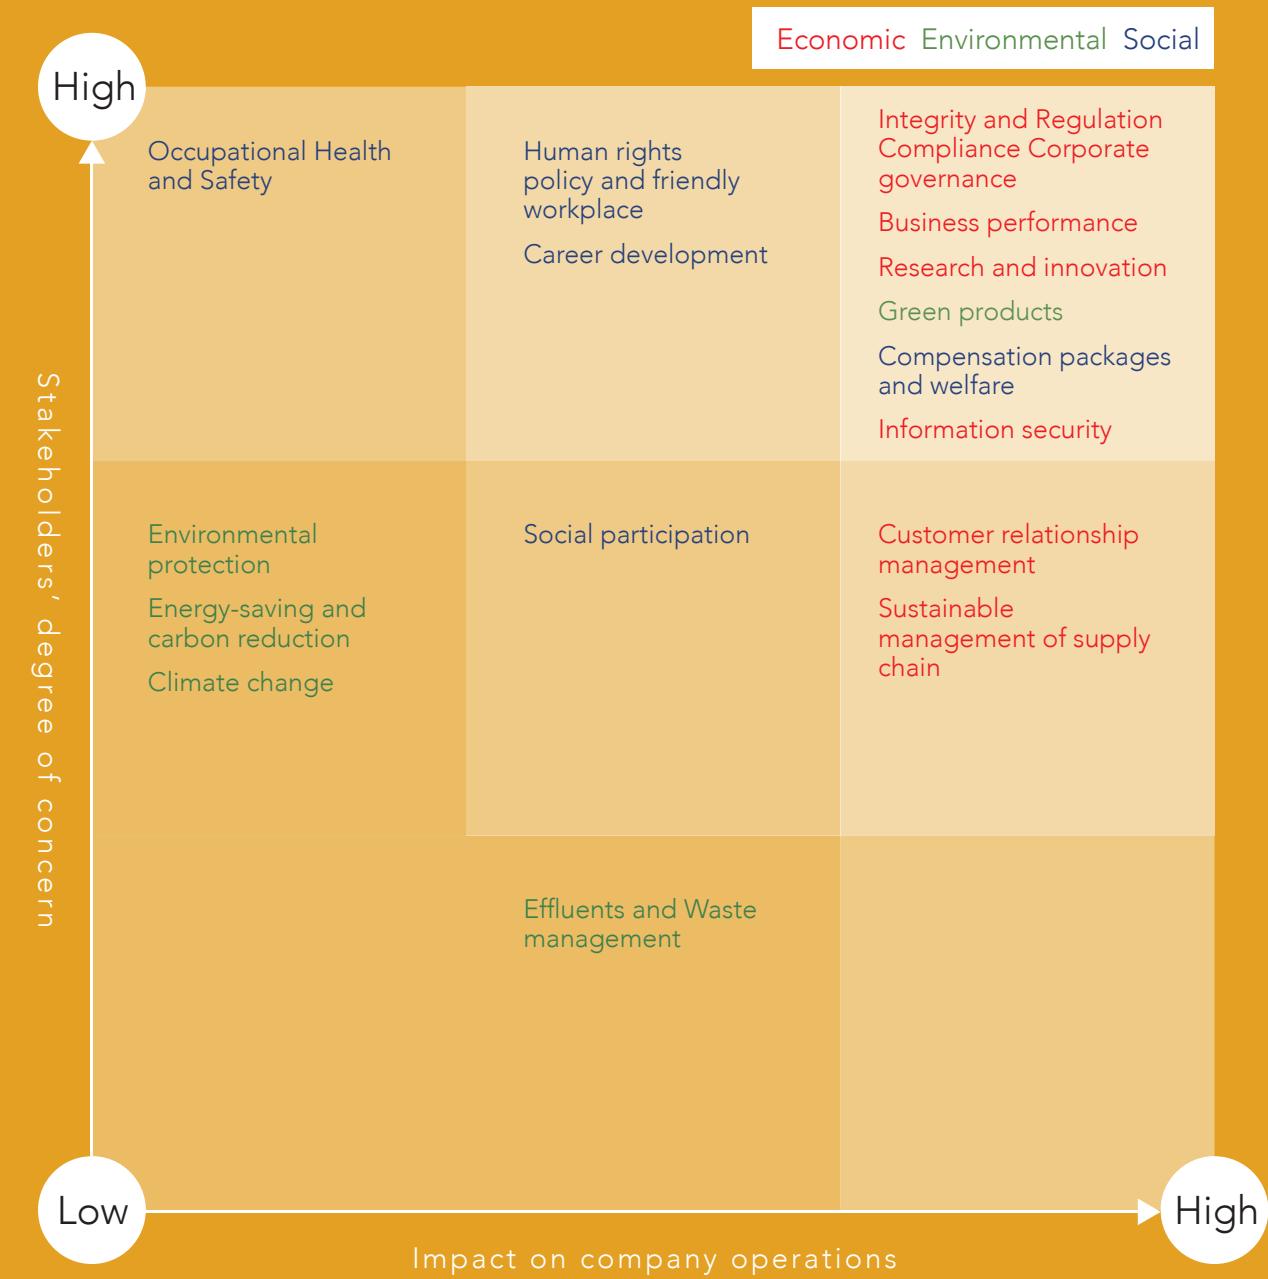 Economic Environmental Social
High
Occupational Health
and Safety
Human rights
policy and friendly
workplace
Career development
Integrity and Regulation
Compliance Corporate
governance
Business performance
Research and innovation
Green products
Compensation packages
and welfare
Information security
Stakeholders’ degree of concern
Environmental
protection
Energy-saving and
carbon reduction
Climate change
Social participation
Customer relationship
management
Sustainable
management of supply
chain
Effluents and Waste
management
Low
High
Impact on company operations